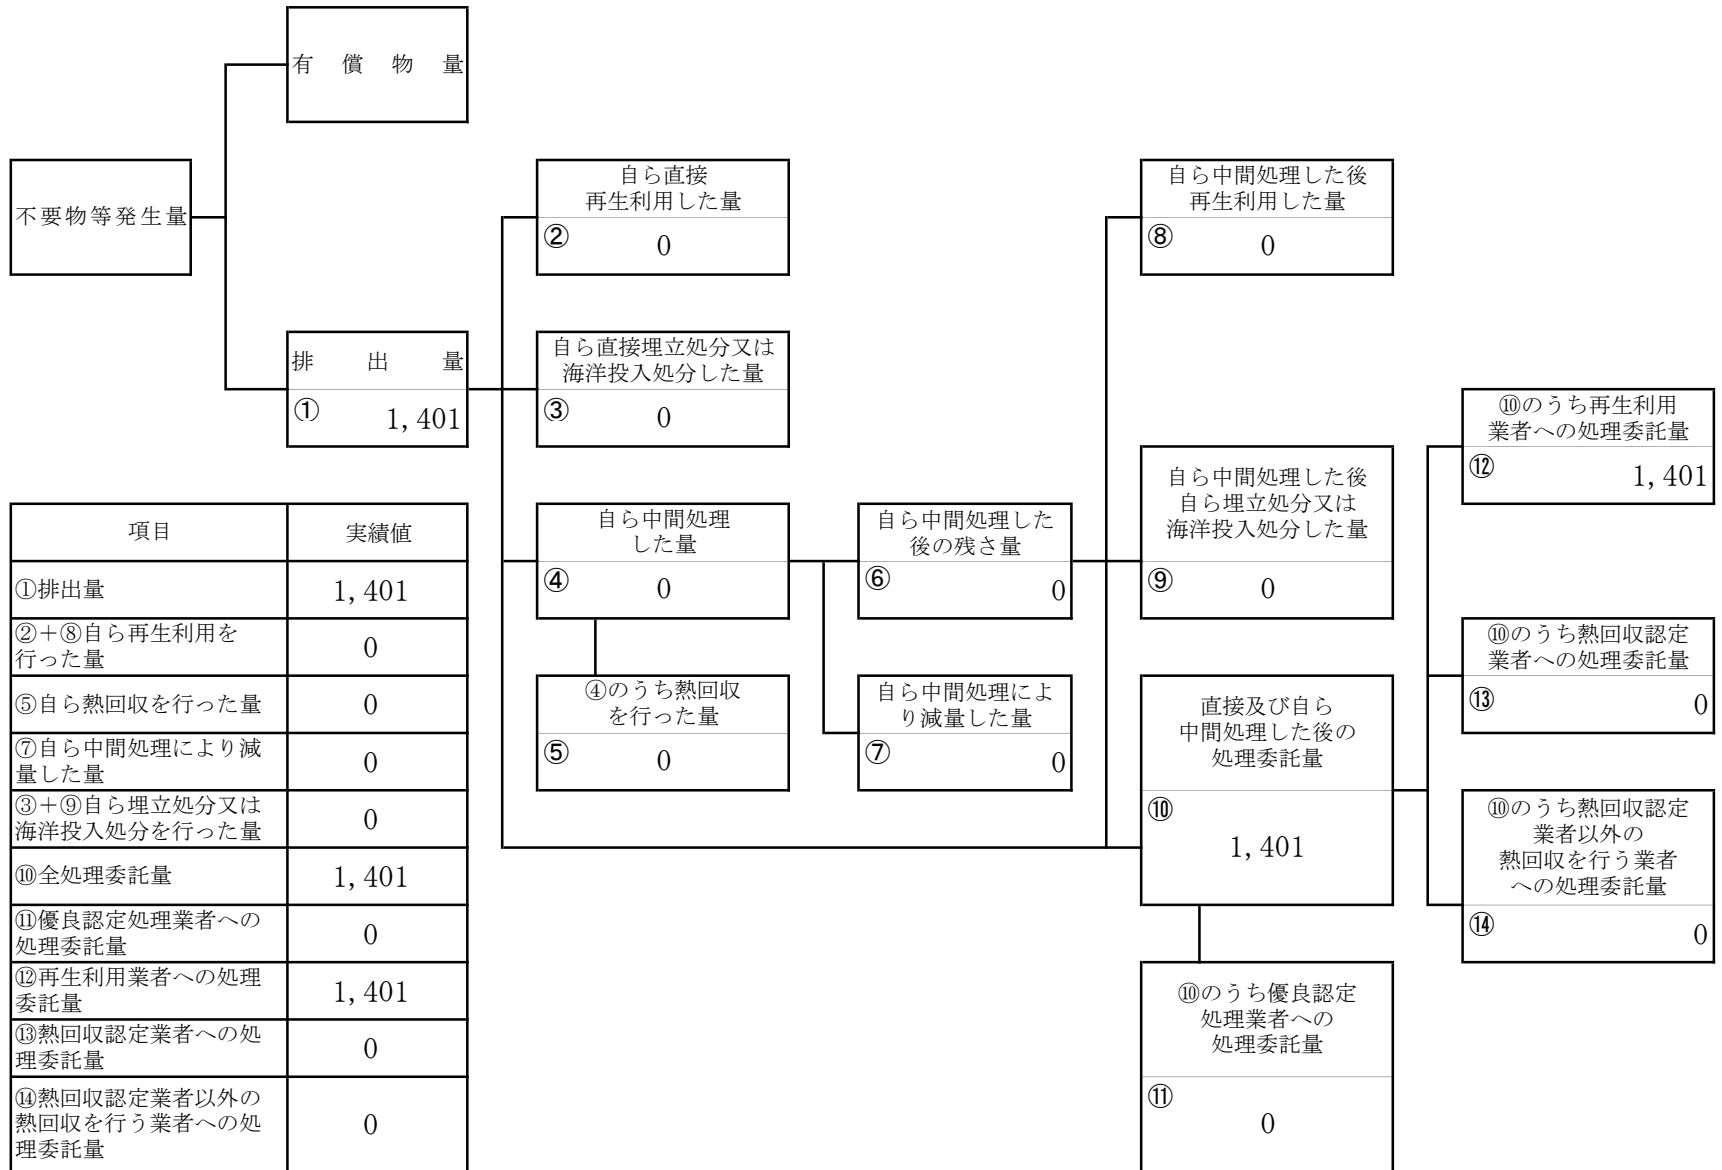 有償物量
不要物等発生量
排出量
①
1,401
自ら直接
再生利用した量
②
0
自ら直接埋立処分又は
海洋投入処分した量
③
0
自ら中間処理
した量
④
0
④のうち熱回収
を行った量
⑤
0
自ら中間処理した
後の残さ量
⑥
0
自ら中間処理によ
り減量した量
⑦
0
自ら中間処理した後
再生利用した量
⑧
0
自ら中間処理した後
自ら埋立処分又は
海洋投入処分した量
⑨
0
直接及び自ら
中間処理した後の
処理委託量
⑩
1,401
⑩のうち優良認定
処理業者への
処理委託量
⑪
0
⑩のうち再生利用
業者への処理委託量
⑫
1,401
⑩のうち熱回収認定
業者への処理委託量
⑬
0
⑩のうち熱回収認定
業者以外の
熱回収を行う業者
への処理委託量
⑭
0
項目 実績値
①排出量 1,401
②+⑧自ら再生利用を
行った量 0
⑤自ら熱回収を行った量 0
⑦自ら中間処理により減
量した量 0
③+⑨自ら埋立処分又は
海洋投入処分を行った量 0
⑩全処理委託量 1,401
⑪優良認定処理業者への
処理委託量 0
⑫再生利用業者への処理
委託量 1,401
⑬熱回収認定業者への処
理委託量 0
⑭熱回収認定業者以外の
熱回収を行う業者への処
理委託量 0